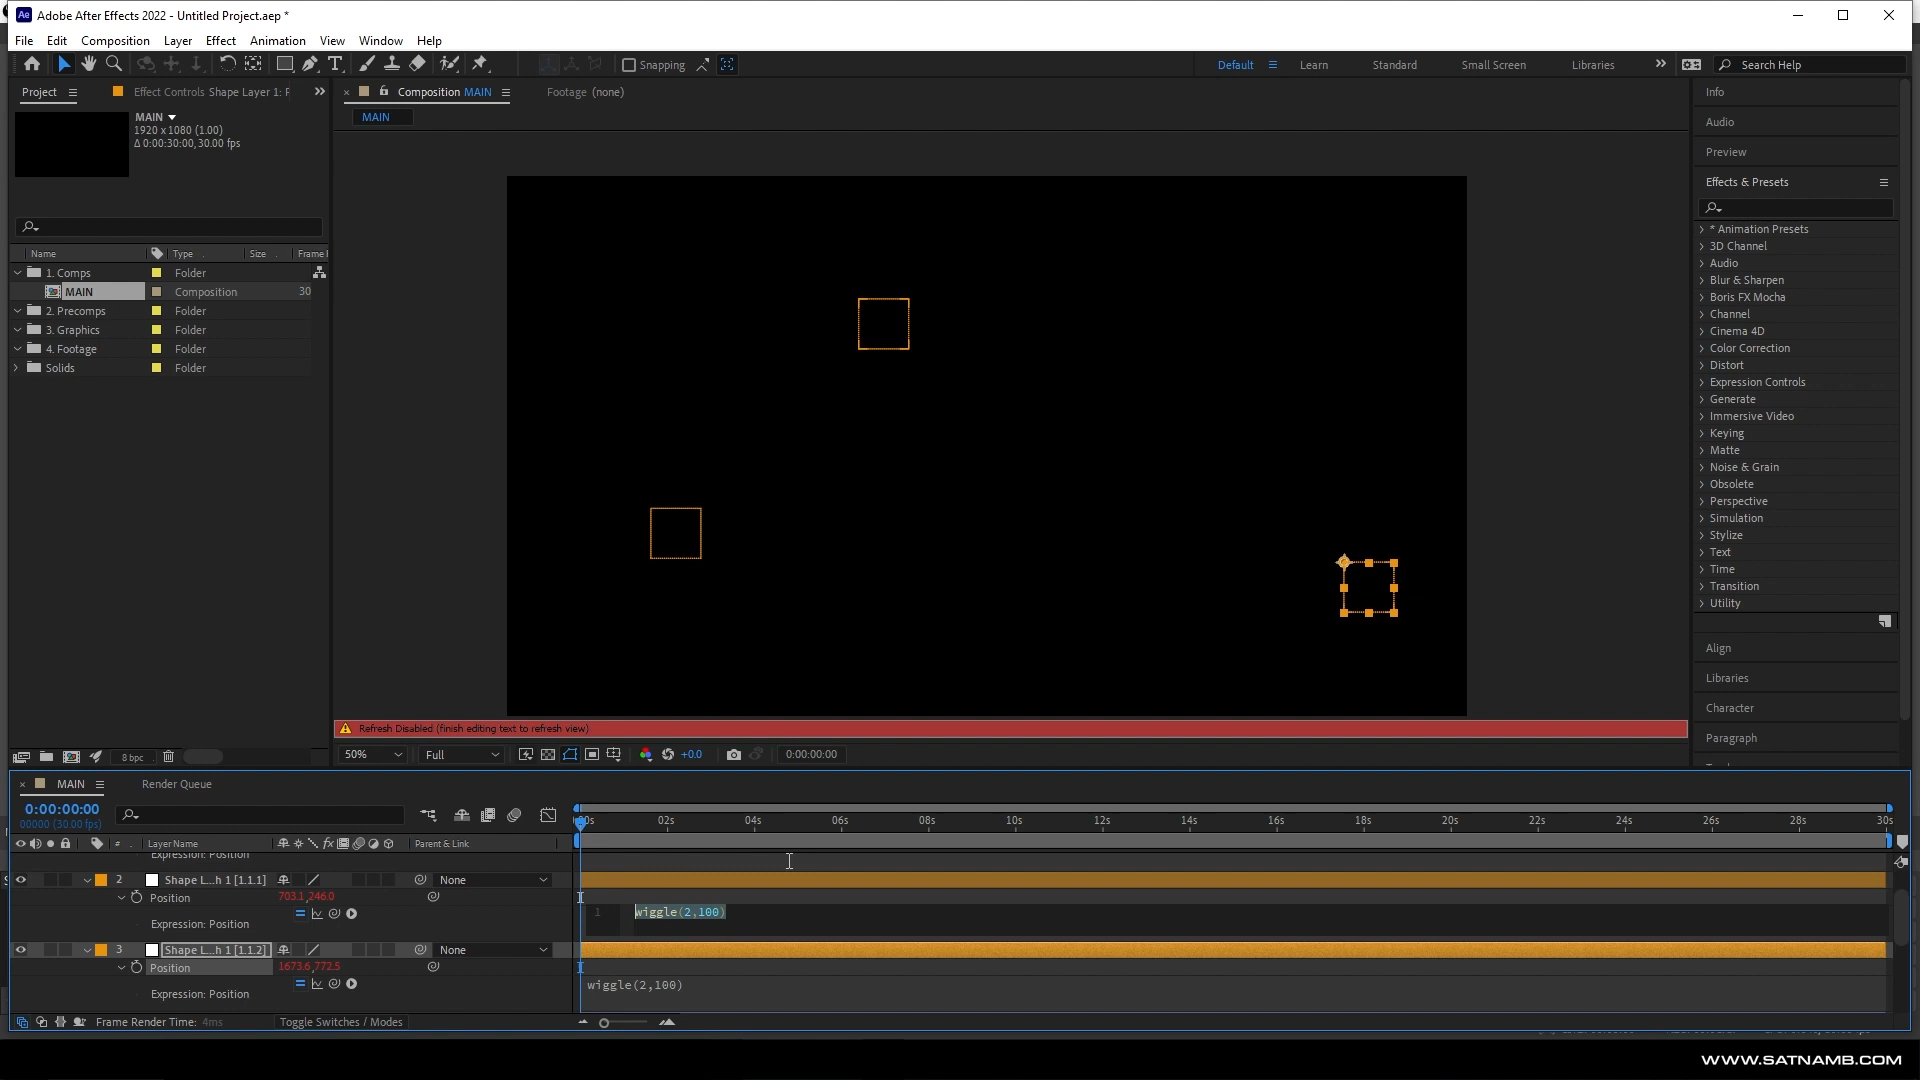 Adobe After Effects 2022 - Untitled Project.aep *
File Edit Composition Layer Effect Animation View Window Help
Snapping
Default
Learn
Standard
Small Screen
Libraries
Search Help
Project
Effect Controls Shape Layer 1: F
Composition MAIN
Footage (none)
MAIN
MAIN
1920 x 1080 (1.00)
Δ 0:00:30:00, 30.00 fps
Name
Type
Size
Frame
1. Comps
Folder
MAIN
Composition
30
2. Precomps
Folder
3. Graphics
Folder
4. Footage
Folder
Solids
Folder
8 bpc
Refresh Disabled (finish editing text to refresh view)
50%
Full
+0.0
0:00:00:00
Info
Audio
Preview
Effects & Presets
* Animation Presets
3D Channel
Audio
Blur & Sharpen
Boris FX Mocha
Channel
Cinema 4D
Color Correction
Distort
Expression Controls
Generate
Immersive Video
Keying
Matte
Noise & Grain
Obsolete
Perspective
Simulation
Stylize
Text
Time
Transition
Utility
Align
Libraries
Character
Paragraph
MAIN
Render Queue
0:00:00:00
00000 (30.00 fps)
02s 04s 06s 08s 10s 12s 14s 16s 18s 20s 22s 24s 26s 28s 30s
# Layer Name
fx
Parent & Link
Expression: Position
2 Shape L...h 1 [1.1.1]
None
Position
703.1,246.0
1 wiggle(2,100)
Expression: Position
3 Shape L...h 1 [1.1.2]
None
Position
1673.6,772.5
wiggle(2,100)
Expression: Position
Frame Render Time: 4ms
Toggle Switches / Modes
WWW.SATNAMB.COM